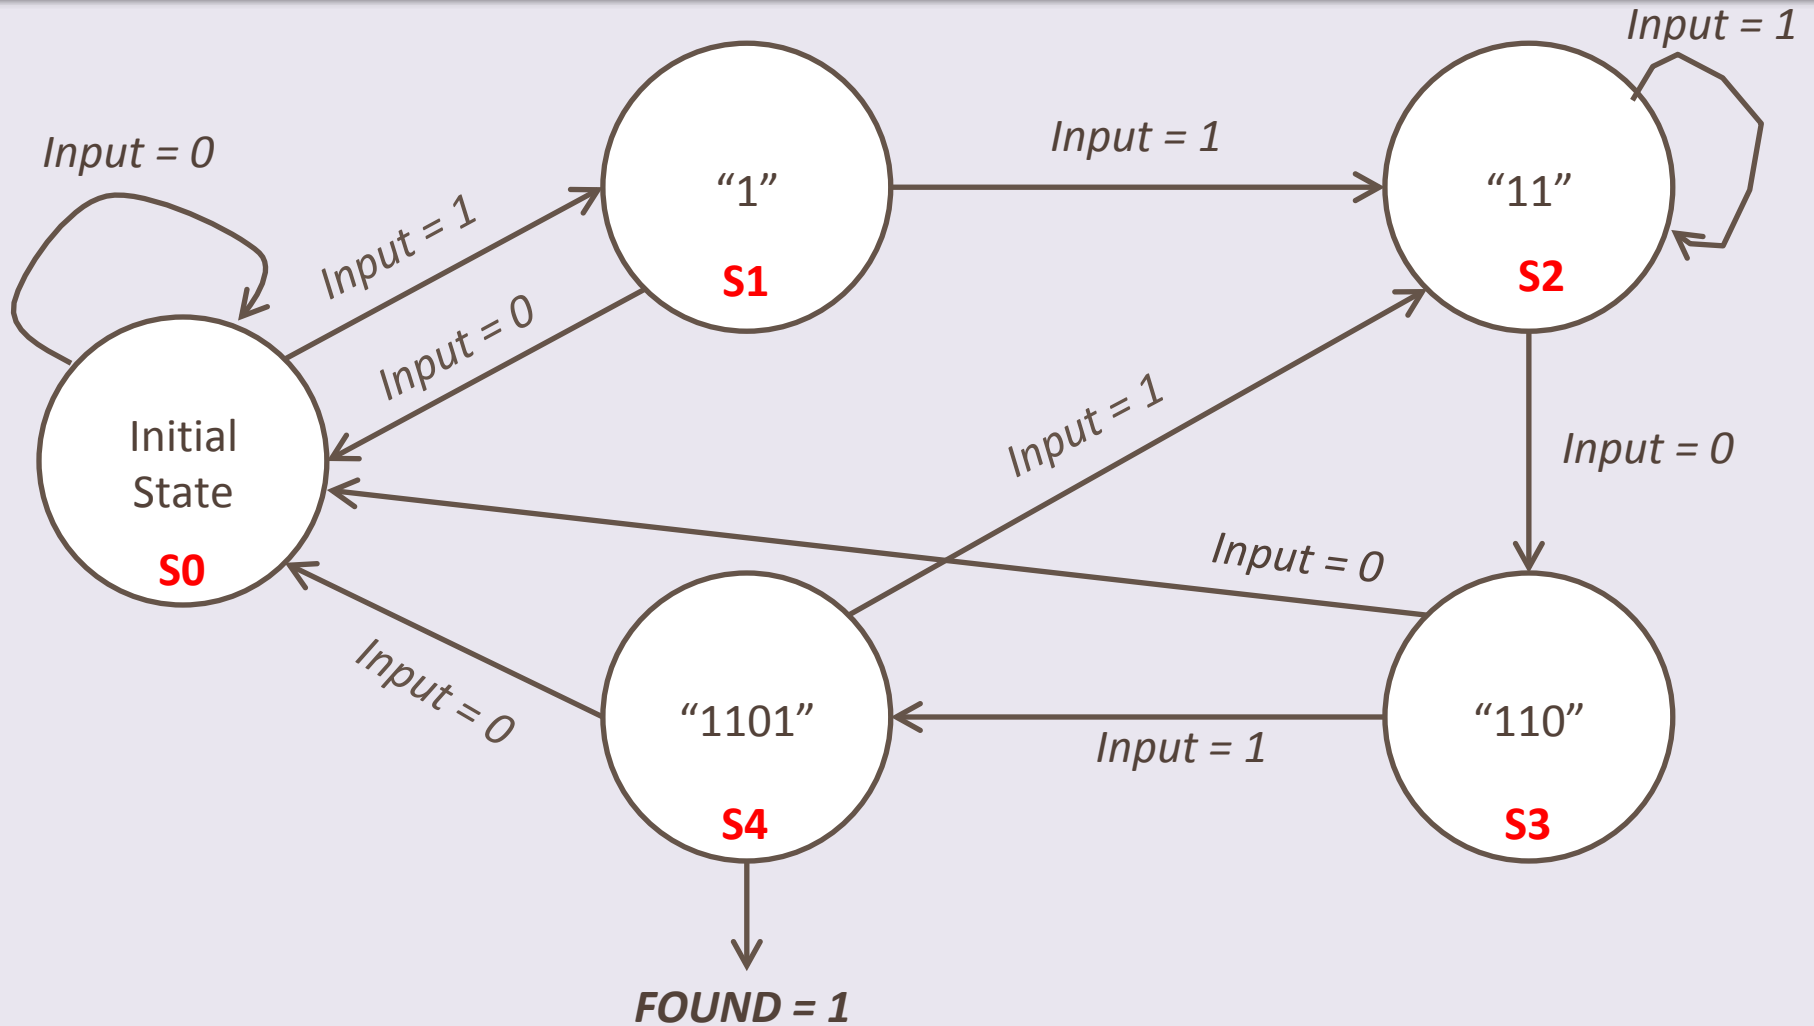 Input = 1
Input = 0
Input = 1
Input = 1
“1”
S1
“11”
S2
Input = 0
Input = 1
Input = 0
Initial
State
S0
Input = 0
Input = 0
“1101”
S4
Input = 1
“110”
S3
FOUND = 1